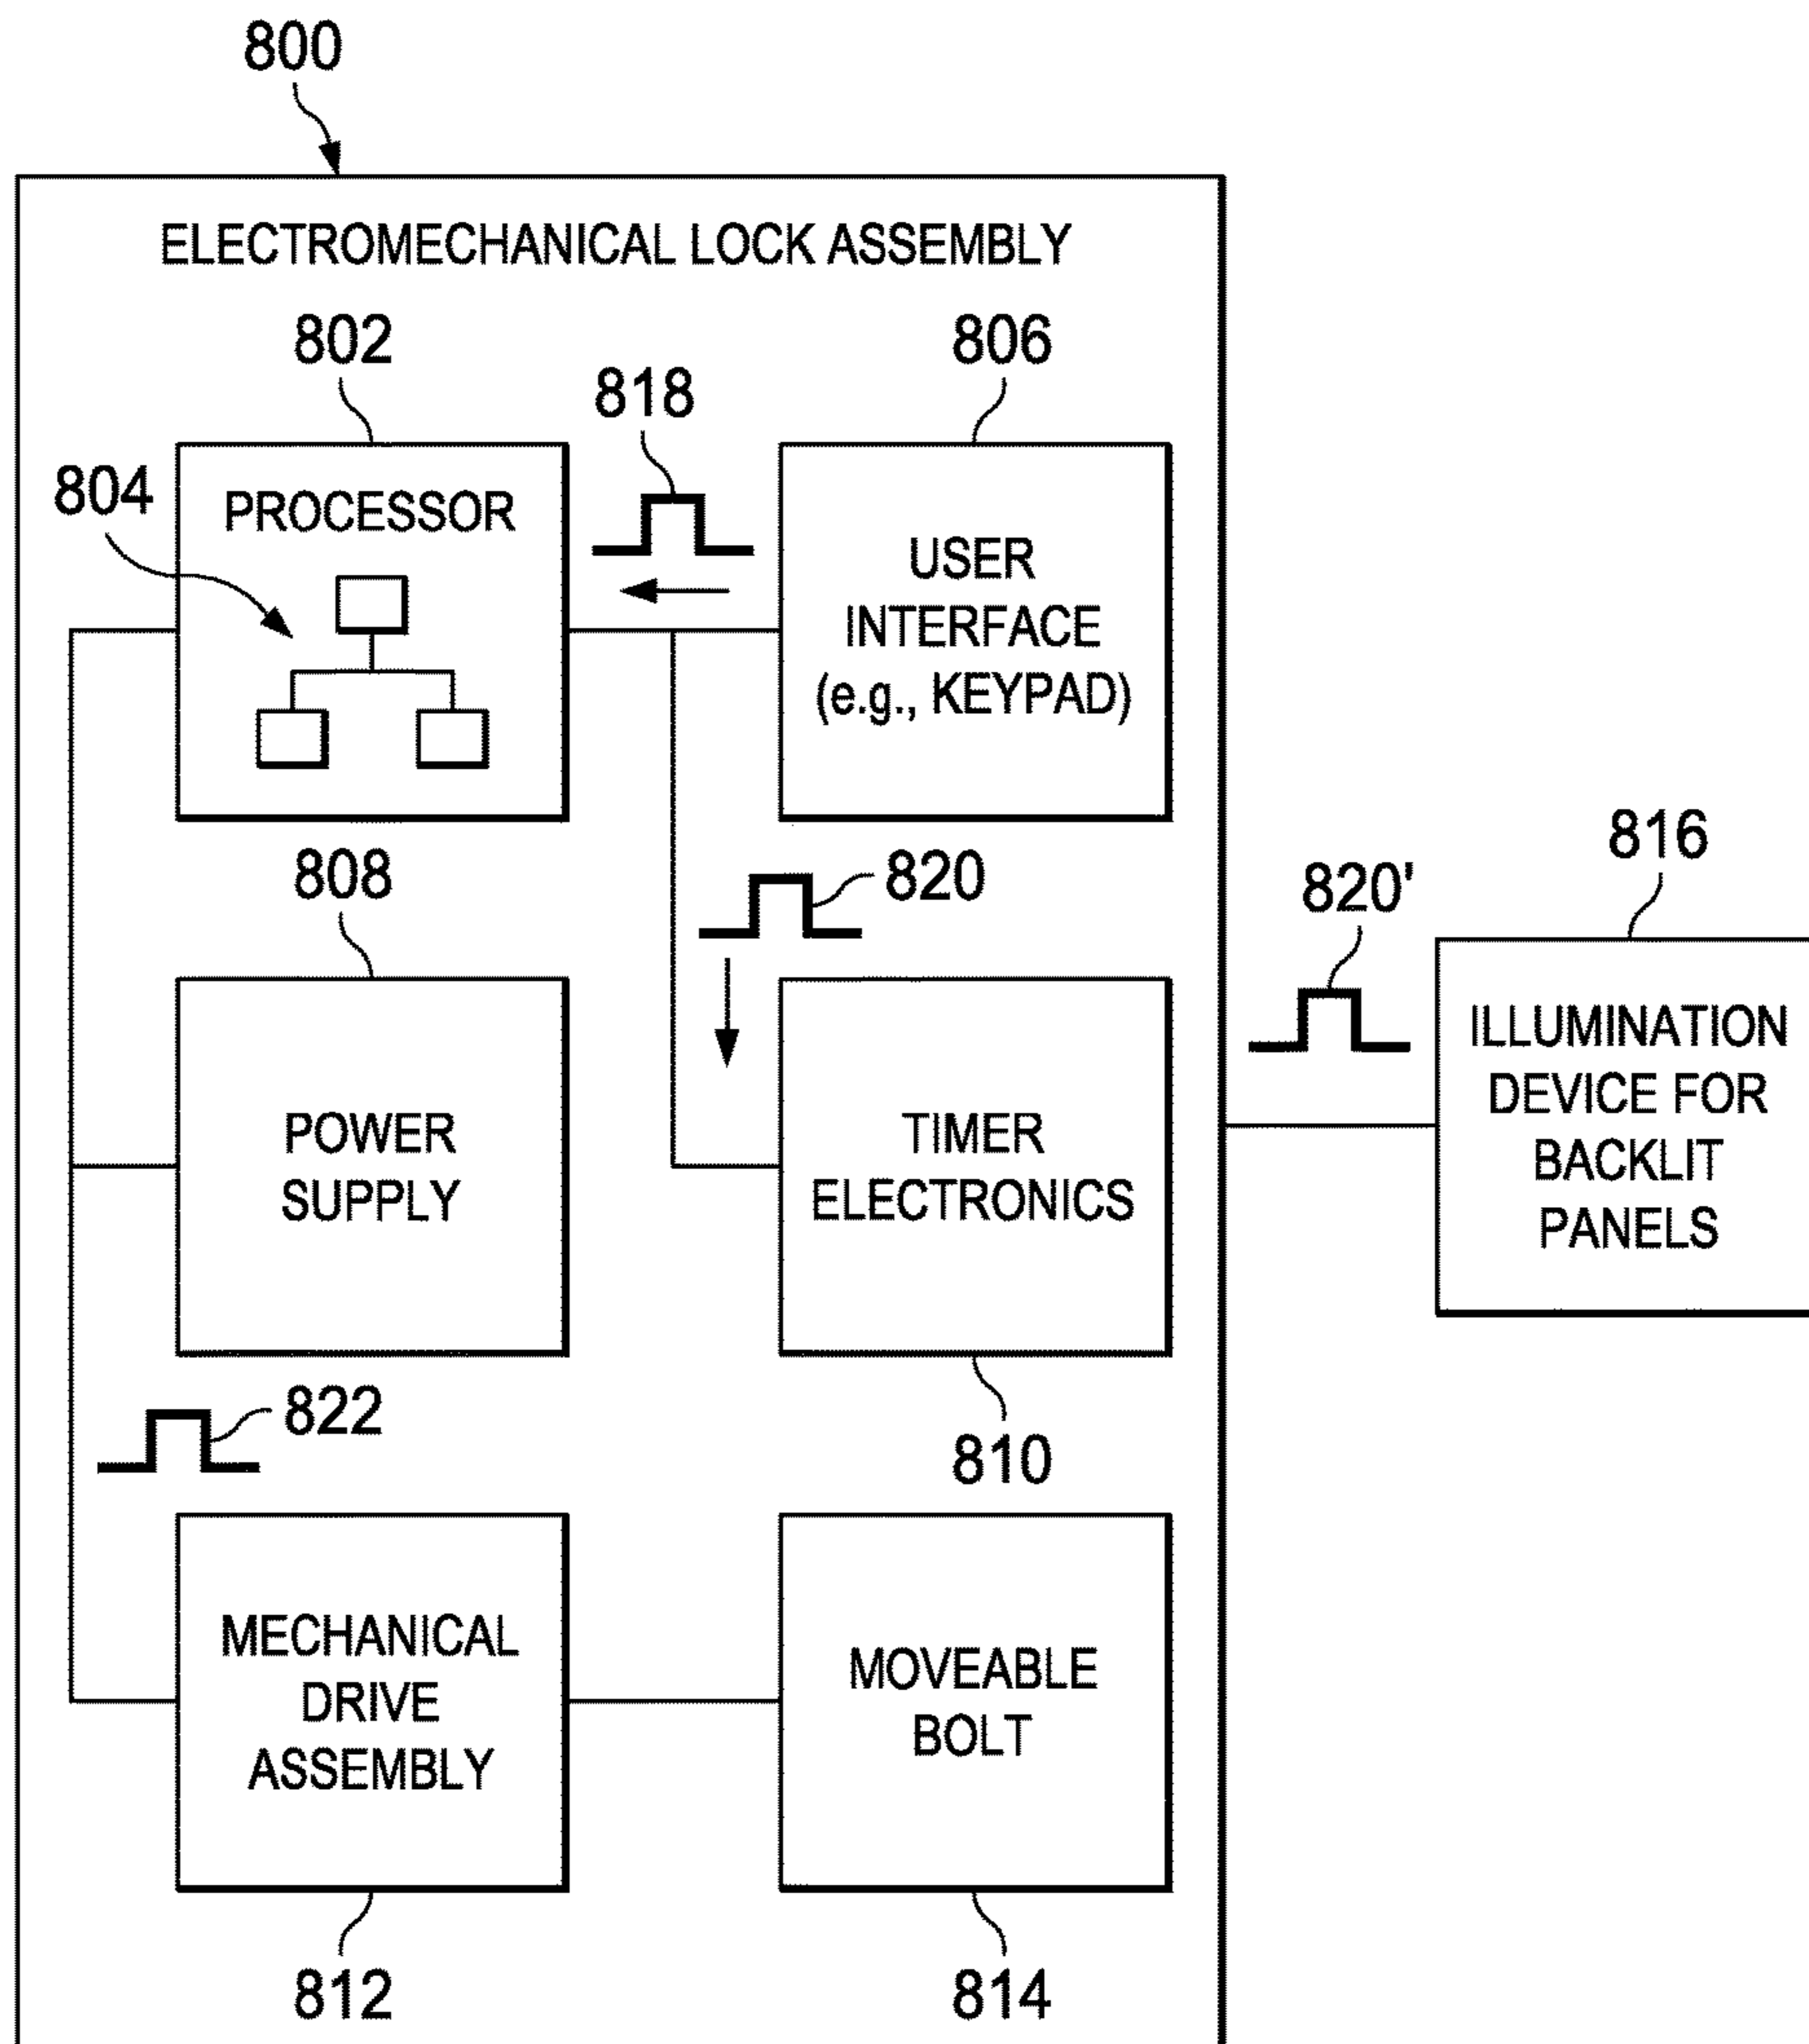 800
ELECTROMECHANICAL LOCK ASSEMBLY
802
806
818
804
PROCESSOR
USER
INTERFACE
(e.g., KEYPAD)
808
820
820'
816
POWER
SUPPLY
TIMER
ELECTRONICS
ILLUMINATION
DEVICE FOR
BACKLIT
PANELS
822
810
MECHANICAL
DRIVE
ASSEMBLY
MOVEABLE
BOLT
812
814